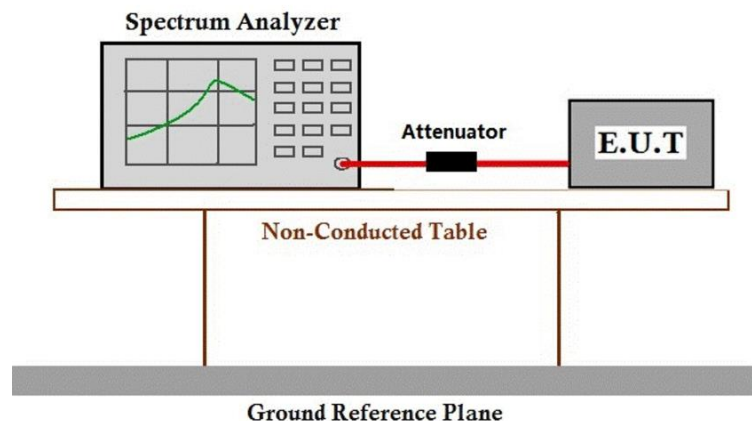 Spectrum Analyzer
Attenuator
E.U.T
Non-Conducted Table
Ground Reference Plane